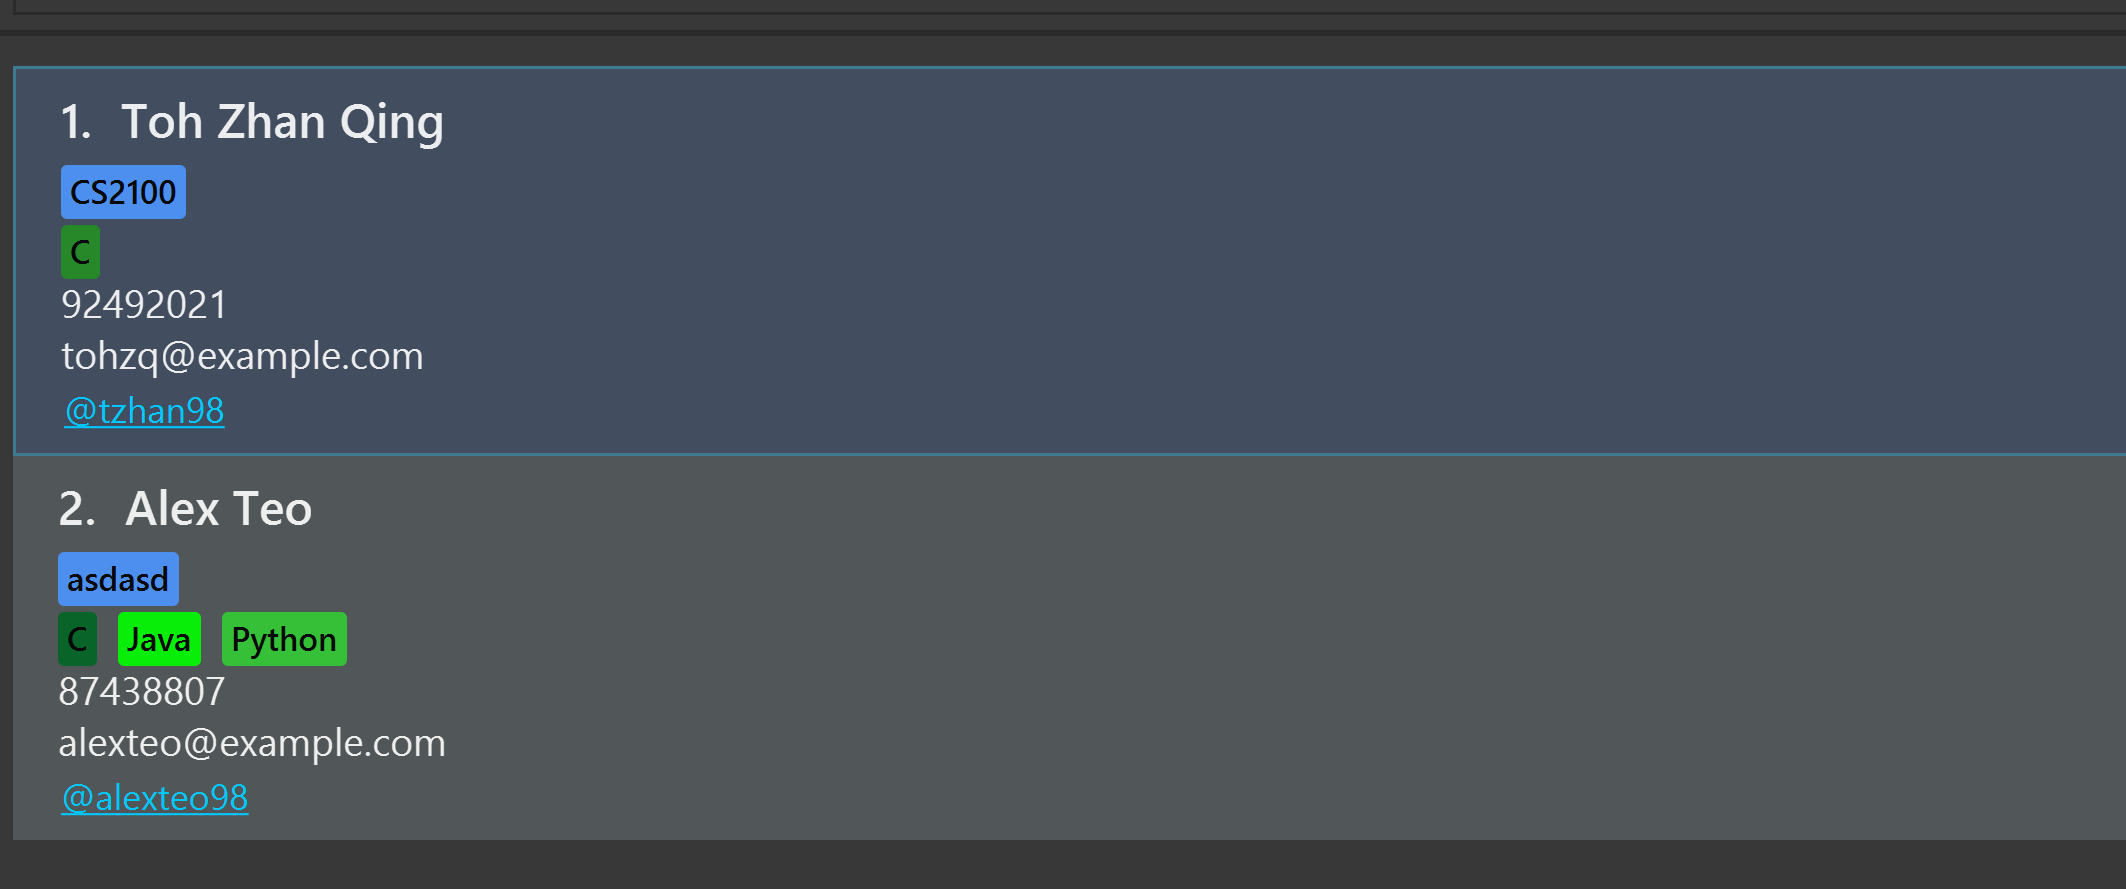 1. Toh Zhan Qing
CS2100
C
92492021
tohzq@example.com
@tzhan98
2. Alex Teo
asdasd
C Java Python
87438807
alexteo@example.com
@alexteo98